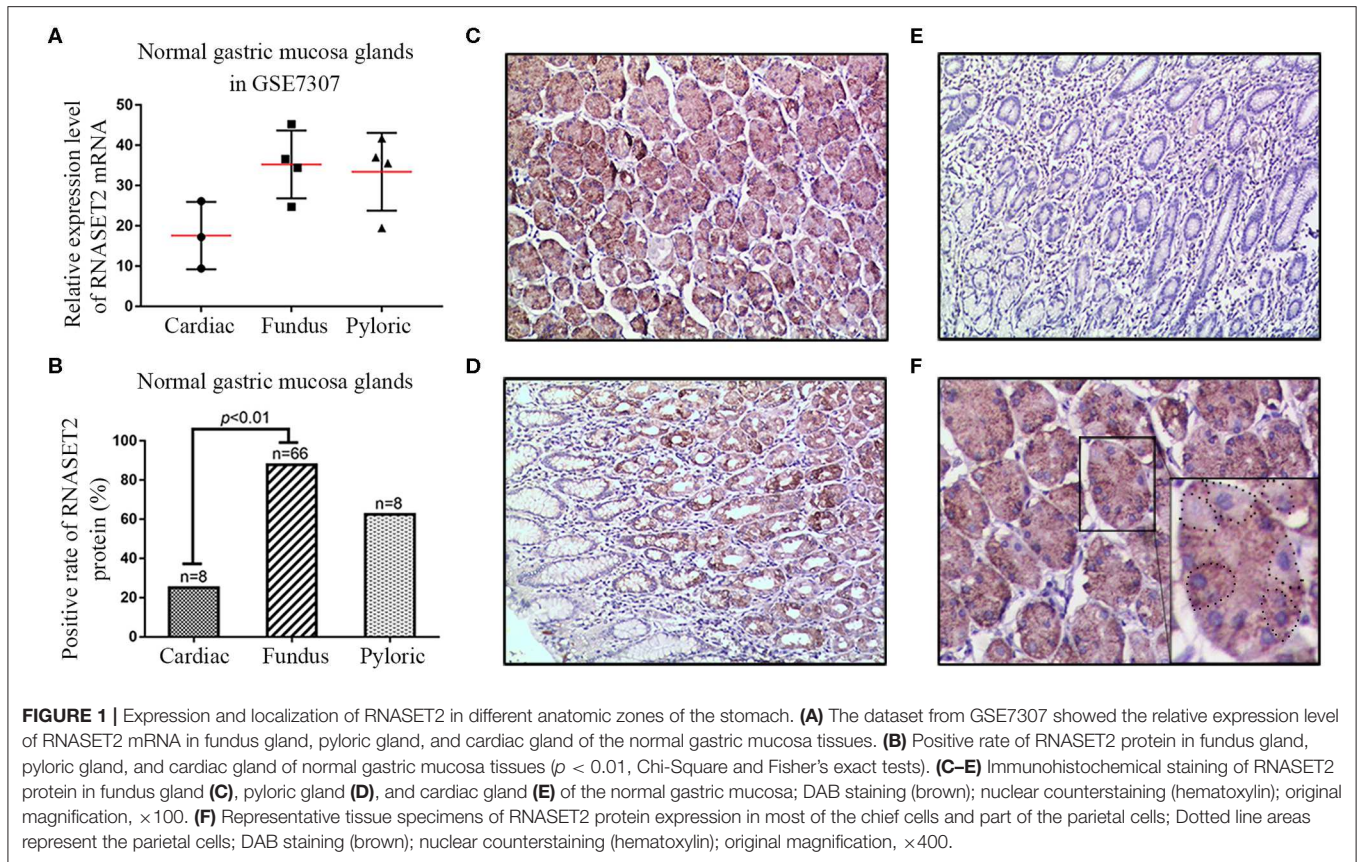 A
Normal gastric mucosa glands
in GSE7307
Relative expression level
of RNASET2 mRNA
50
40
30
20
10
0
Cardiac Fundus Pyloric
B
Normal gastric mucosa glands
Positive rate of RNASET2
protein (%)
p<0.01
100
80
60
40
20
0
n=8
n=66
n=8
Cardiac Fundus Pyloric
C
D
E
F
FIGURE 1 | Expression and localization of RNASET2 in different anatomic zones of the stomach. (A) The dataset from GSE7307 showed the relative expression level
of RNASET2 mRNA in fundus gland, pyloric gland, and cardiac gland of the normal gastric mucosa tissues. (B) Positive rate of RNASET2 protein in fundus gland,
pyloric gland, and cardiac gland of normal gastric mucosa tissues (p < 0.01, Chi-Square and Fisher's exact tests). (C–E) Immunohistochemical staining of RNASET2
protein in fundus gland (C), pyloric gland (D), and cardiac gland (E) of the normal gastric mucosa; DAB staining (brown); nuclear counterstaining (hematoxylin); original
magnification, ×100. (F) Representative tissue specimens of RNASET2 protein expression in most of the chief cells and part of the parietal cells; Dotted line areas
represent the parietal cells; DAB staining (brown); nuclear counterstaining (hematoxylin); original magnification, ×400.